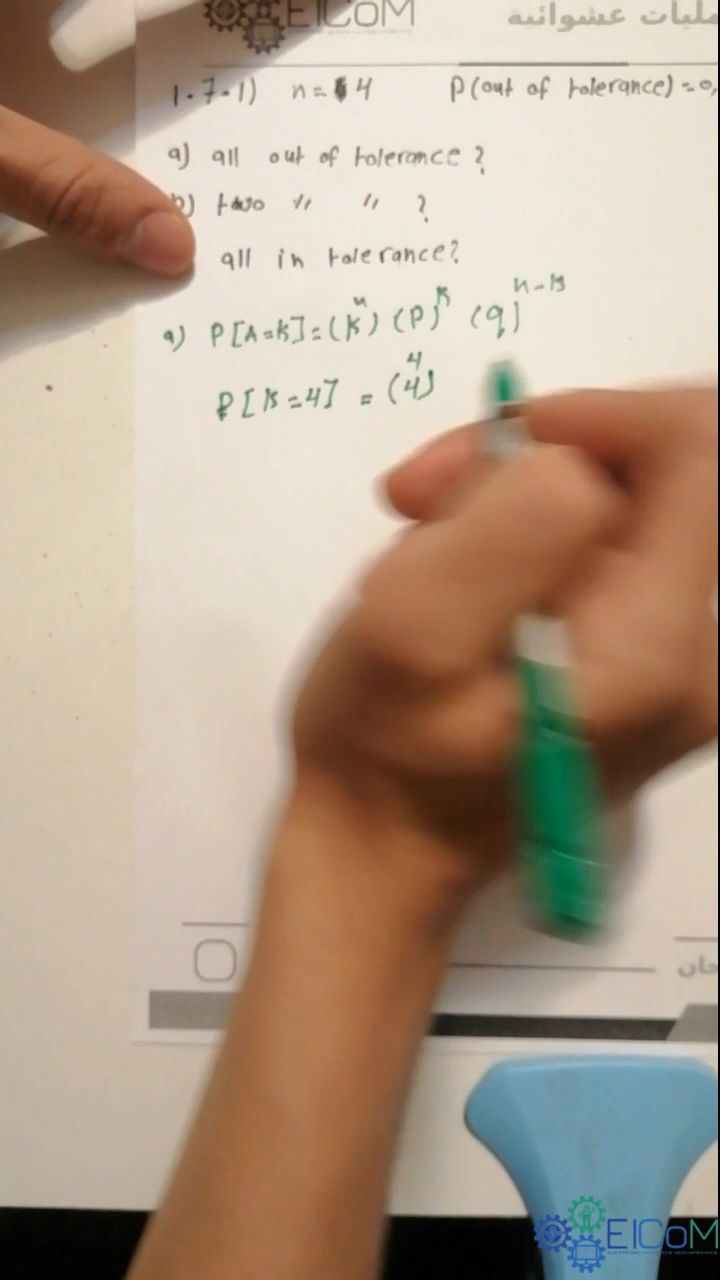 EICoM
عمليات عشوائية
1.7.1) n = 4 P(out of tolerance) = 0,
a) all out of tolerance ?
b) two " " ?
all in tolerance?
a) P[A=k] = (k^n) (P)^k (q)^n-k
P[k=4] = (4^4)
EICoM